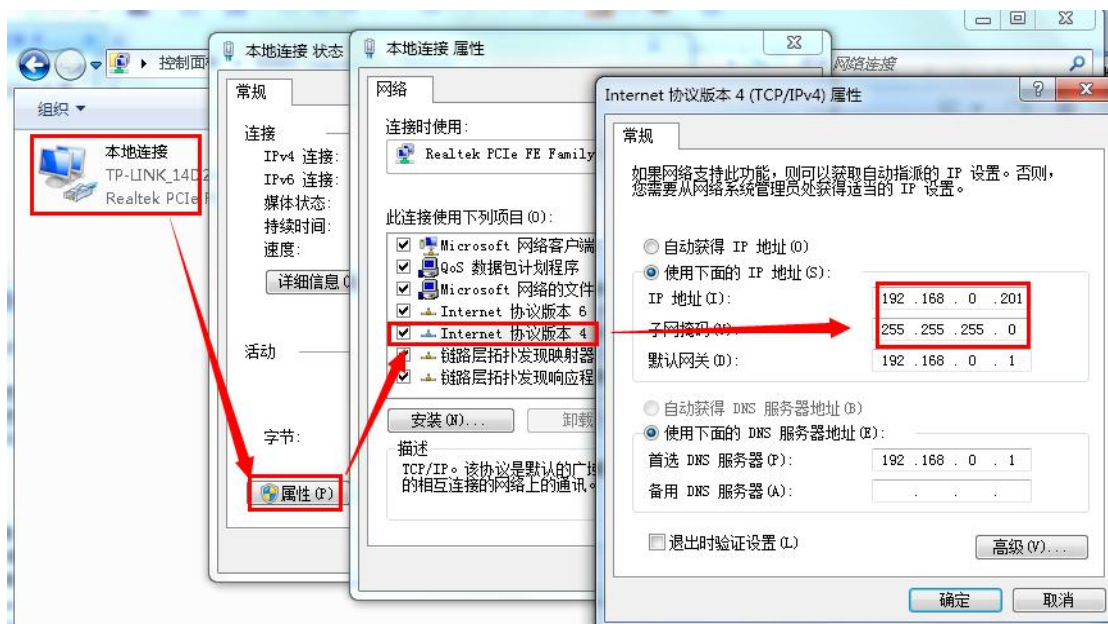 控制面
网络连接
组织
本地连接
TP-LINK_14D2
Realtek PCIe F
本地连接 状态
常规
连接
IPv4 连接:
IPv6 连接:
媒体状态:
持续时间:
速度:
详细信息(
活动
字节:
属性(P)
本地连接 属性
网络
连接时使用:
Realtek PCIe FE Family
此连接使用下列项目(O):
Microsoft 网络客户端
QoS 数据包计划程序
Microsoft 网络的文件
Internet 协议版本 6
Internet 协议版本 4
链路层拓扑发现映射器
链路层拓扑发现响应程
安装(N)...
卸载
描述
TCP/IP。该协议是默认的广域
的相互连接的网络上的通讯。
Internet 协议版本 4 (TCP/IPv4) 属性
常规
如果网络支持此功能，则可以获取自动指派的 IP 设置。否则，
您需要从网络系统管理员处获得适当的 IP 设置。
自动获得 IP 地址(O)
使用下面的 IP 地址(S):
IP 地址(I): 192 .168 . 0 .201
子网掩码(U): 255 .255 .255 . 0
默认网关(D): 192 .168 . 0 . 1
自动获得 DNS 服务器地址(B)
使用下面的 DNS 服务器地址(E):
首选 DNS 服务器(P): 192 .168 . 0 . 1
备用 DNS 服务器(A): . . .
退出时验证设置(L)
高级(V)...
确定
取消